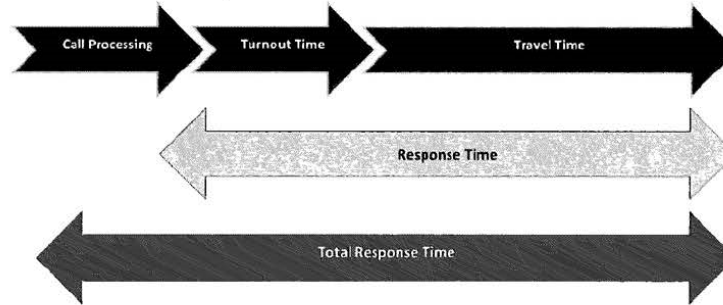 Call Processing
Turnout Time
Travel Time
Response Time
Total Response Time